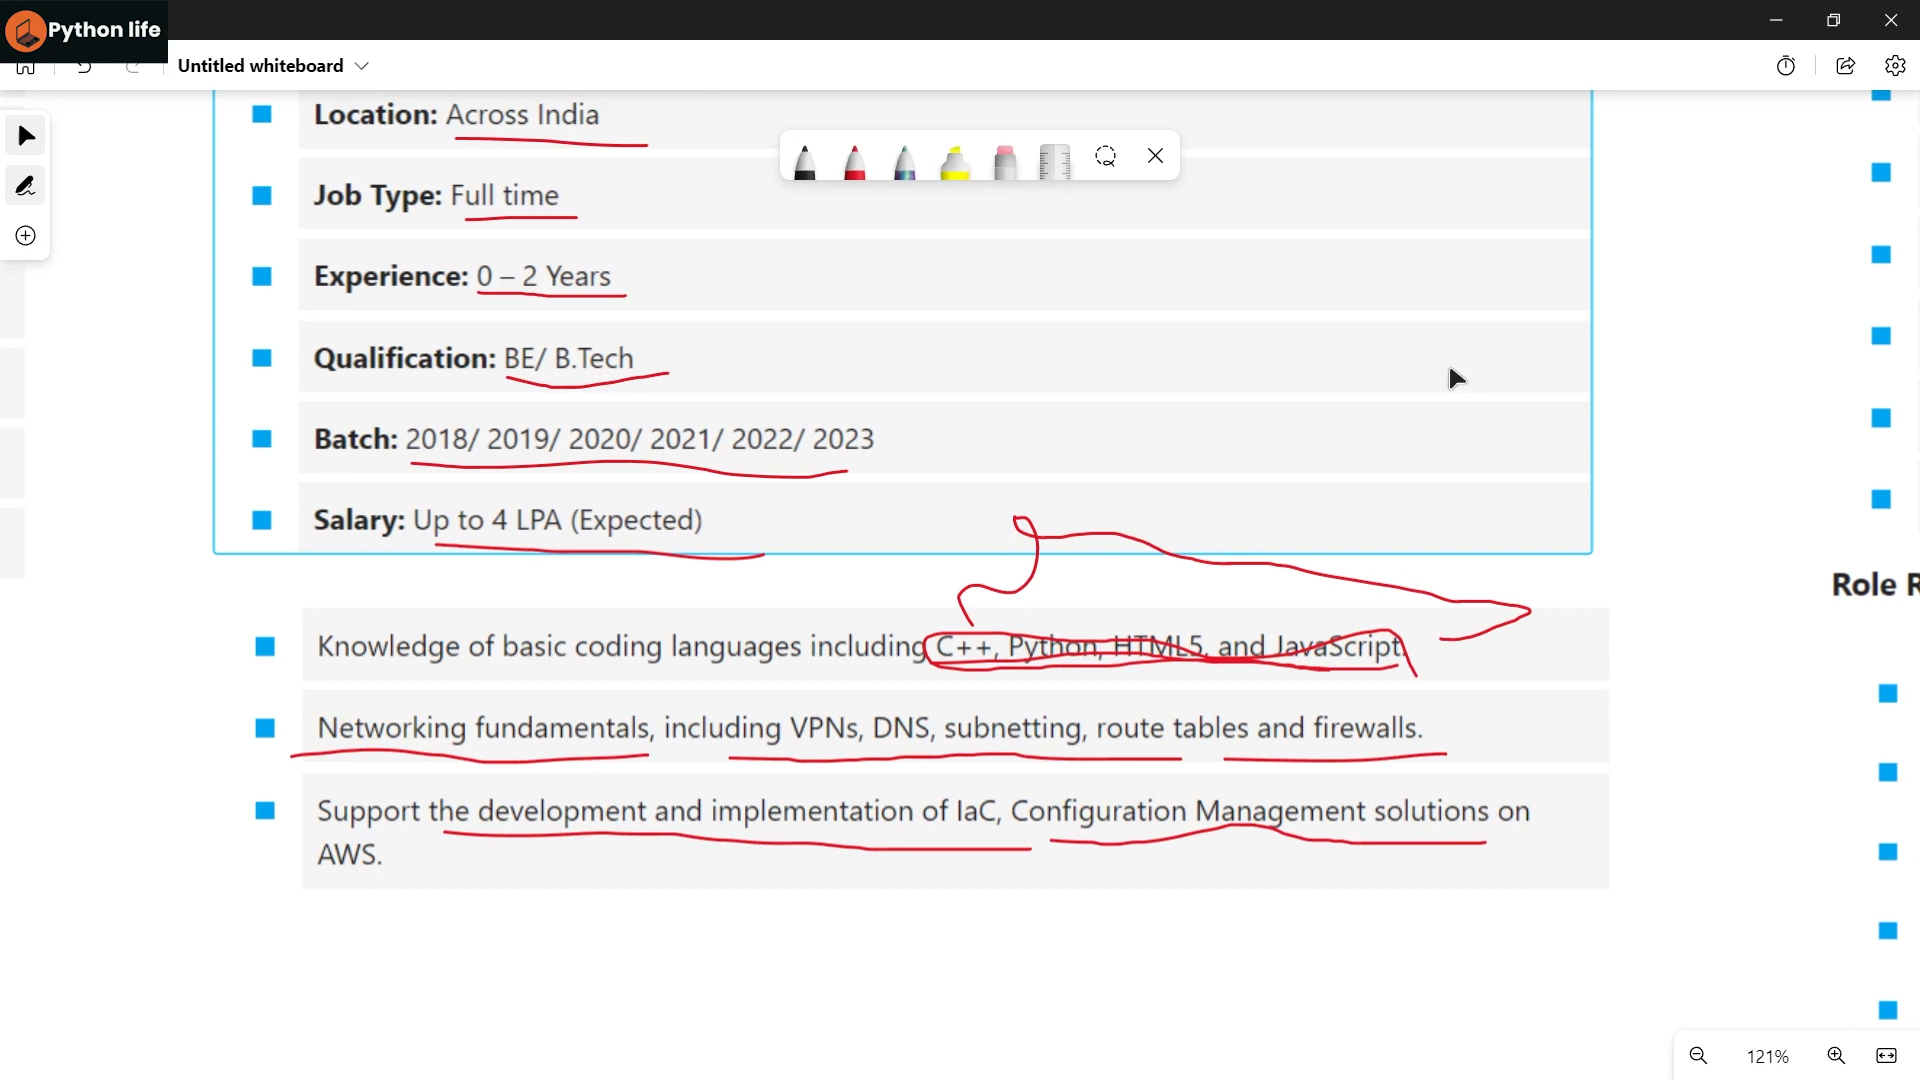 Python life
Untitled whiteboard
Location: Across India
Job Type: Full time
Experience: 0 – 2 Years
Qualification: BE/ B.Tech
Batch: 2018/ 2019/ 2020/ 2021/ 2022/ 2023
Salary: Up to 4 LPA (Expected)
Role R
Knowledge of basic coding languages including C++, Python, HTML5, and JavaScript.
Networking fundamentals, including VPNs, DNS, subnetting, route tables and firewalls.
Support the development and implementation of IaC, Configuration Management solutions on
AWS.
121%